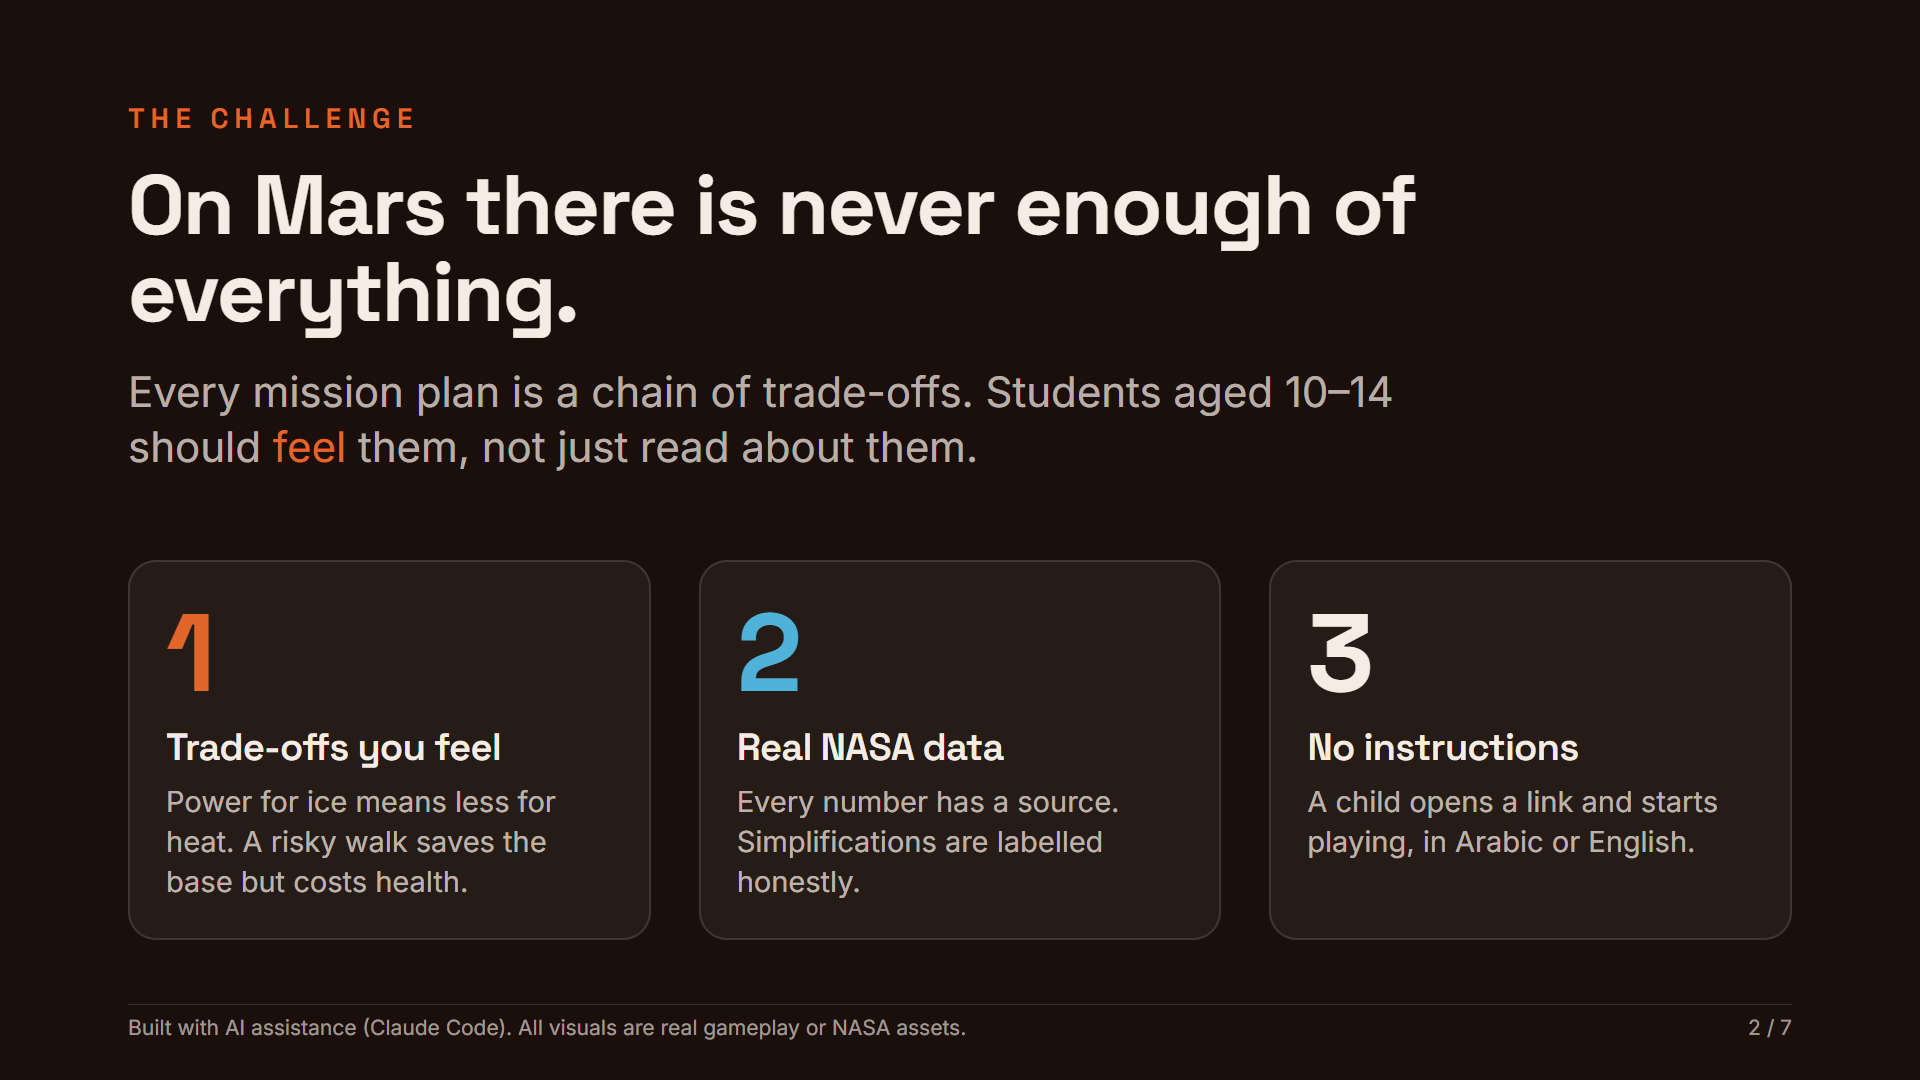 THE CHALLENGE
On Mars there is never enough of
everything.
Every mission plan is a chain of trade-offs. Students aged 10–14
should feel them, not just read about them.
1
Trade-offs you feel
Power for ice means less for
heat. A risky walk saves the
base but costs health.
2
Real NASA data
Every number has a source.
Simplifications are labelled
honestly.
3
No instructions
A child opens a link and starts
playing, in Arabic or English.
Built with AI assistance (Claude Code). All visuals are real gameplay or NASA assets.
2 / 7